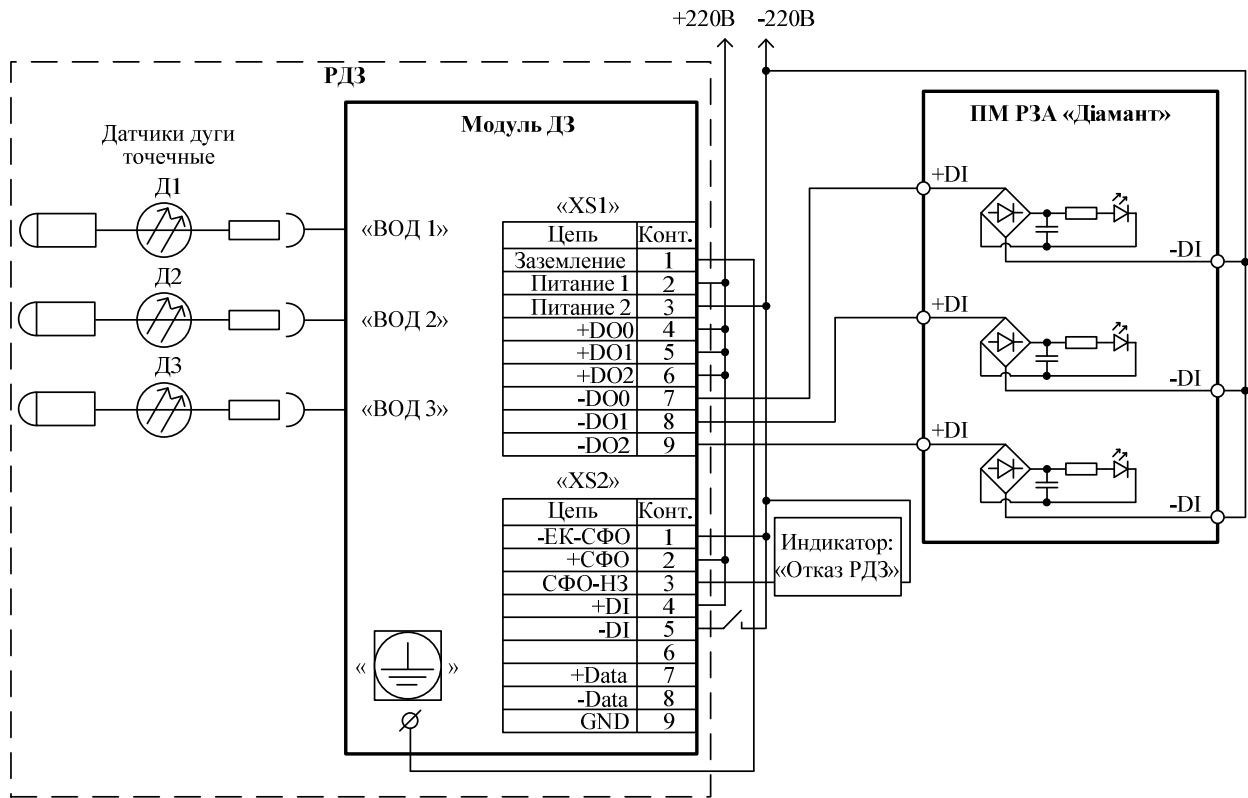 +220В -220В
РДЗ
Модуль ДЗ
ПМ РЗА «Діамант»
Датчики дуги
точечные
Д1
«ВОД 1»
Д2
«ВОД 2»
Д3
«ВОД 3»
«XS1»
Цепь Конт.
Заземление 1
Питание 1 2
Питание 2 3
+DO0 4
+DO1 5
+DO2 6
-DO0 7
-DO1 8
-DO2 9
«XS2»
Цепь Конт.
-ЕК-СФО 1
+СФО 2
СФО-НЗ 3
+DI 4
-DI 5
6
+Data 7
-Data 8
GND 9
« »
Индикатор:
«Отказ РДЗ»
+DI
-DI
+DI
-DI
+DI
-DI